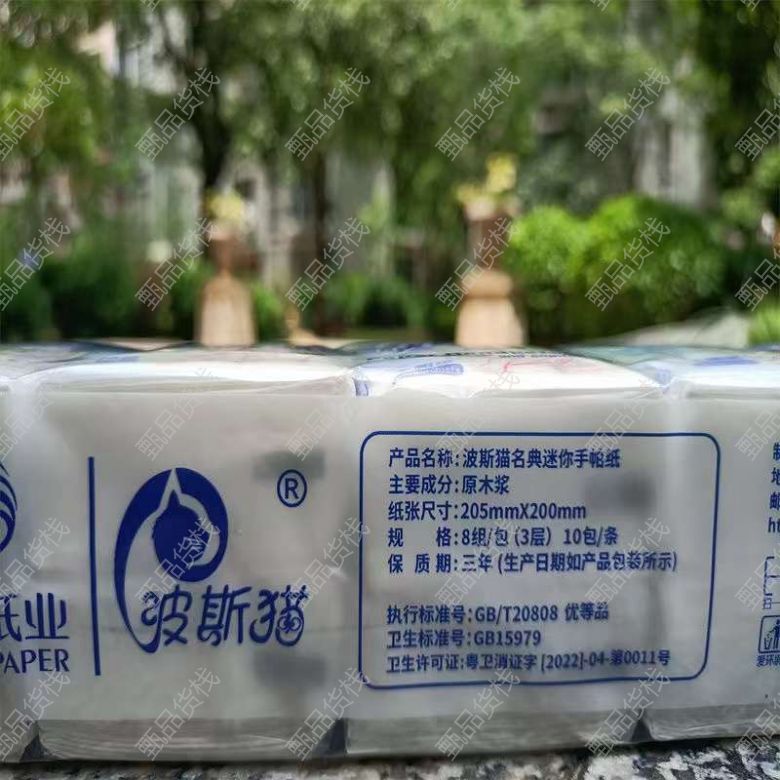 纸业
PAPER
®
波斯猫
产品名称:波斯猫名典迷你手帕纸
主要成分:原木浆
纸张尺寸:205mmX200mm
规 格:8组/包 (3层) 10包/条
保 质 期:三年 (生产日期如产品包装所示)
执行标准号:GB/T20808 优等品
卫生标准号:GB15979
卫生许可证:粤卫消证字 [2022]-04-第0011号
甄品货栈